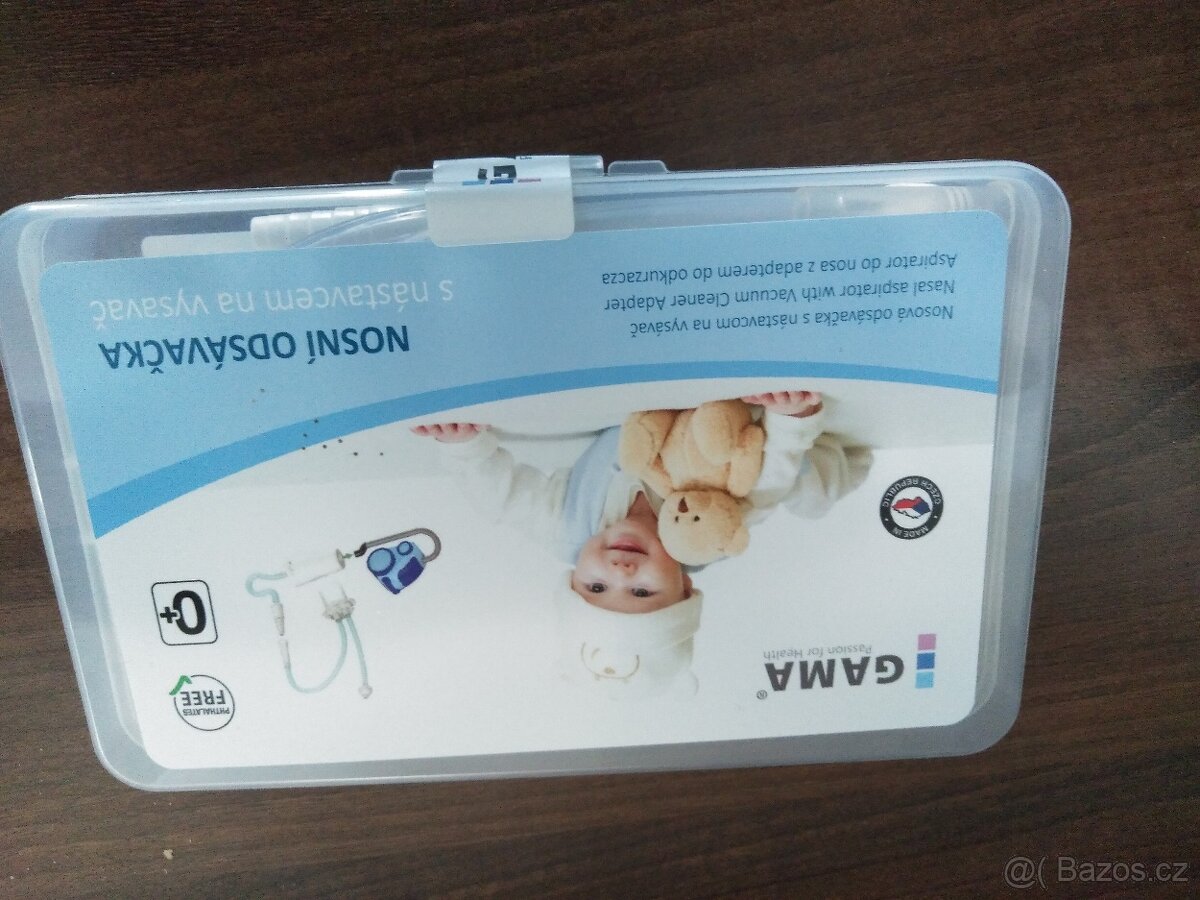 GAMA®
Passion for Health
PHTHALATES
FREE
0+
MADE IN
CZECH REPUBLIC
NOSNÍ ODSÁVAČKA
s nástavcem na vysavač
Nosová odsávačka s nástavcom na vysávač
Nasal aspirator with Vacuum Cleaner Adapter
Aspirator do nosa z adapterem do odkurzacza
@( Bazos.cz